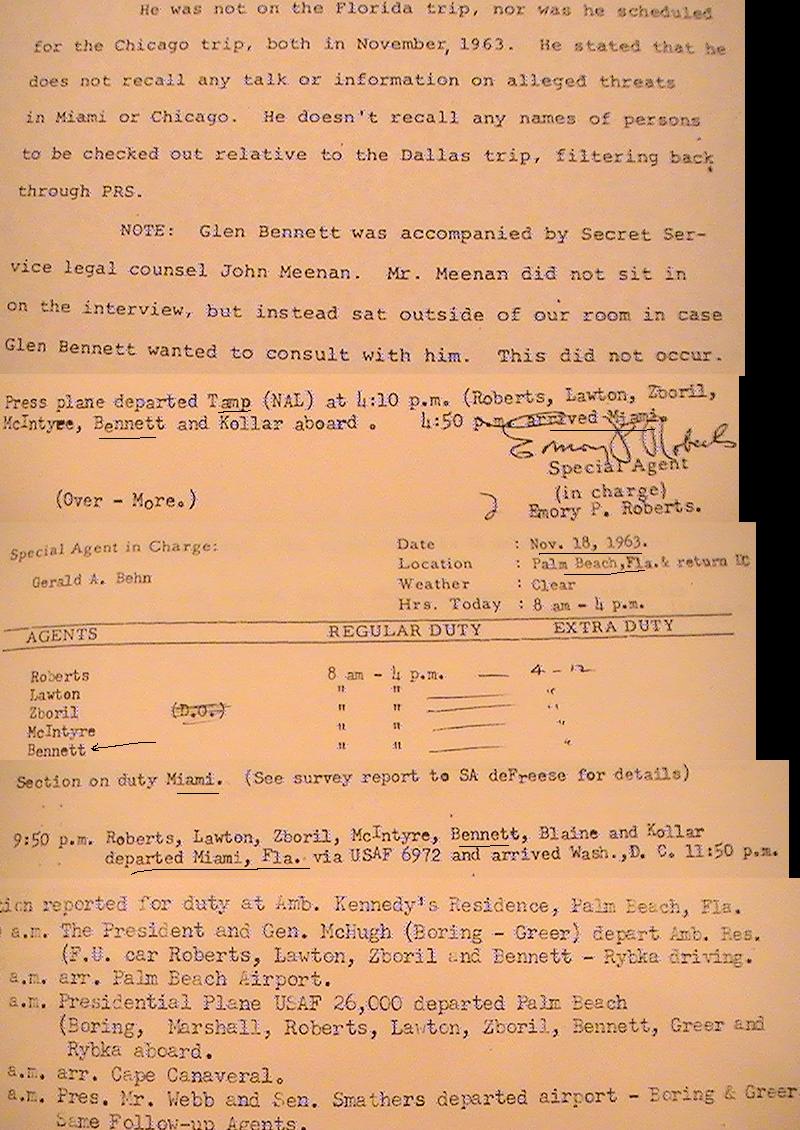 He was not on the Florida trip, nor was he scheduled
for the Chicago trip, both in November, 1963. He stated that he
does not recall any talk or information on alleged threats
in Miami or Chicago. He doesn't recall any names of persons
to be checked out relative to the Dallas trip, filtering back
through PRS.
NOTE: Glen Bennett was accompanied by Secret Ser-
vice legal counsel John Meenan. Mr. Meenan did not sit in
on the interview, but instead sat outside of our room in case
Glen Bennett wanted to consult with him. This did not occur.
Press plane departed Tamp (NAL) at 4:10 p.m. (Roberts, Lawton, Zboril,
McIntyre, Bennett and Kollar aboard . 4:50 p.m. arrived Miami.
Emory P. Roberts
Special Agent
(in charge)
(Over - More.)
Emory P. Roberts.
Special Agent in Charge:
Gerald A. Behn
Date : Nov. 18, 1963.
Location : Palm Beach,Fla.& return DC
Weather : Clear
Hrs. Today : 8 am - 4 p.m.
AGENTS REGULAR DUTY EXTRA DUTY
Roberts 8 am - 4 p.m. 4 - 12
Lawton " " "
Zboril (D.O.) " " "
McIntyre " " "
Bennett " " "
Section on duty Miami. (See survey report to SA deFreese for details)
9:50 p.m. Roberts, Lawton, Zboril, McIntyre, Bennett, Blaine and Kollar
departed Miami, Fla. via USAF 6972 and arrived Wash.,D. C. 11:50 p.m.
reported for duty at Amb. Kennedy's Residence, Palm Beach, Fla.
a.m. The President and Gen. McHugh (Boring - Greer) depart Amb. Res.
(F.U. car Roberts, Lawton, Zboril and Bennett - Rybka driving.
a.m. arr. Palm Beach Airport.
a.m. Presidential Plane USAF 26,000 departed Palm Beach
(Boring, Marshall, Roberts, Lawton, Zboril, Bennett, Greer and
Rybka aboard.
a.m. arr. Cape Canaveral.
a.m. Pres. Mr. Webb and Sen. Smathers departed airport - Boring & Greer
Same Follow-up Agents.